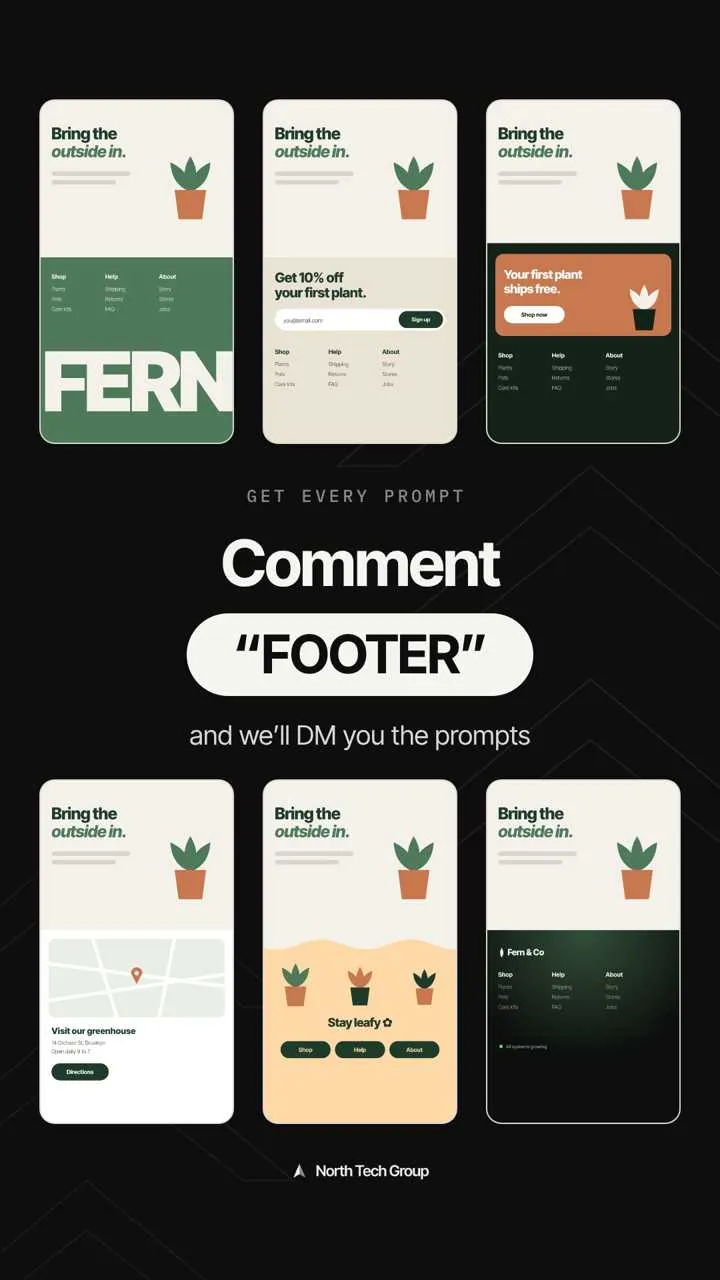 Bring the
outside in.
Shop Help About
Plants Shipping Story
Pots Returns Stores
Care kits FAQ Jobs
FERN
Bring the
outside in.
Get 10% off
your first plant.
you@email.com Sign up
Shop Help About
Plants Shipping Story
Pots Returns Stores
Care kits FAQ Jobs
Bring the
outside in.
Your first plant
ships free.
Shop now
Shop Help About
Plants Shipping Story
Pots Returns Stores
Care kits FAQ Jobs
GET EVERY PROMPT
Comment
“FOOTER”
and we’ll DM you the prompts
Bring the
outside in.
Visit our greenhouse
14 Orchard St, Brooklyn
Open daily 9 to 7
Directions
Bring the
outside in.
Stay leafy ✿
Shop Help About
Bring the
outside in.
Fern & Co
Shop Help About
Plants Shipping Story
Pots Returns Stores
Care kits FAQ Jobs
All systems growing
North Tech Group